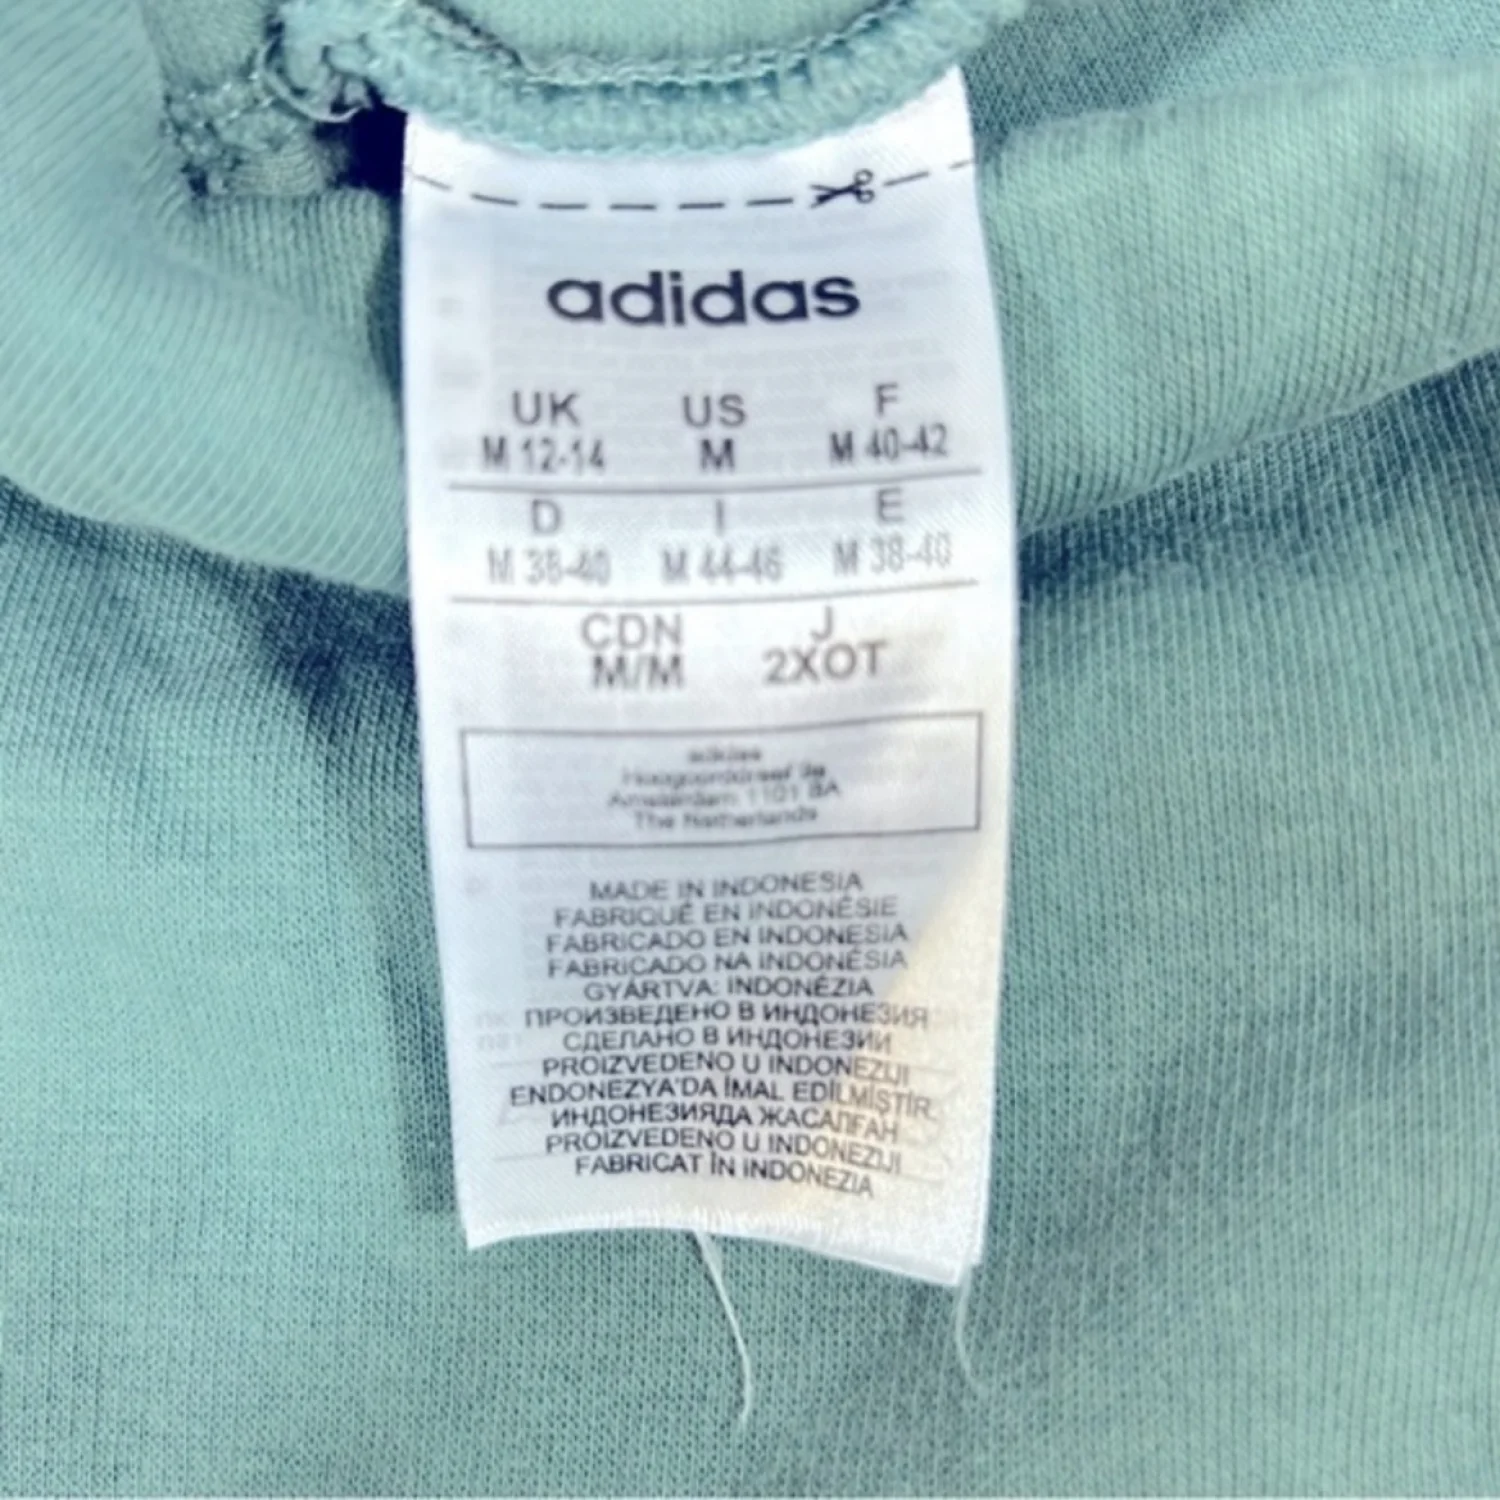 adidas
UK US F
M 12-14 M M 40-42
D I E
M 38-40 M 44-46 M 38-40
CDN J
M/M 2XOT
adidas
Hoogoorddreef 9a
Amsterdam 1101 BA
The Netherlands
MADE IN INDONESIA
FABRIQUÉ EN INDONÉSIE
FABRICADO EN INDONESIA
FABRICADO NA INDONÉSIA
GYÁRTVA: INDONÉZIA
ПРОИЗВЕДЕНО В ИНДОНЕЗИЯ
СДЕЛАНО В ИНДОНЕЗИИ
PROIZVEDENO U INDONEZIJI
ENDONEZYA'DA İMAL EDİLMİŞTİR.
ИНДОНЕЗИЯДА ЖАСАЛҒАН
PROIZVEDENO U INDONEZIJI
FABRICAT ÎN INDONEZIA